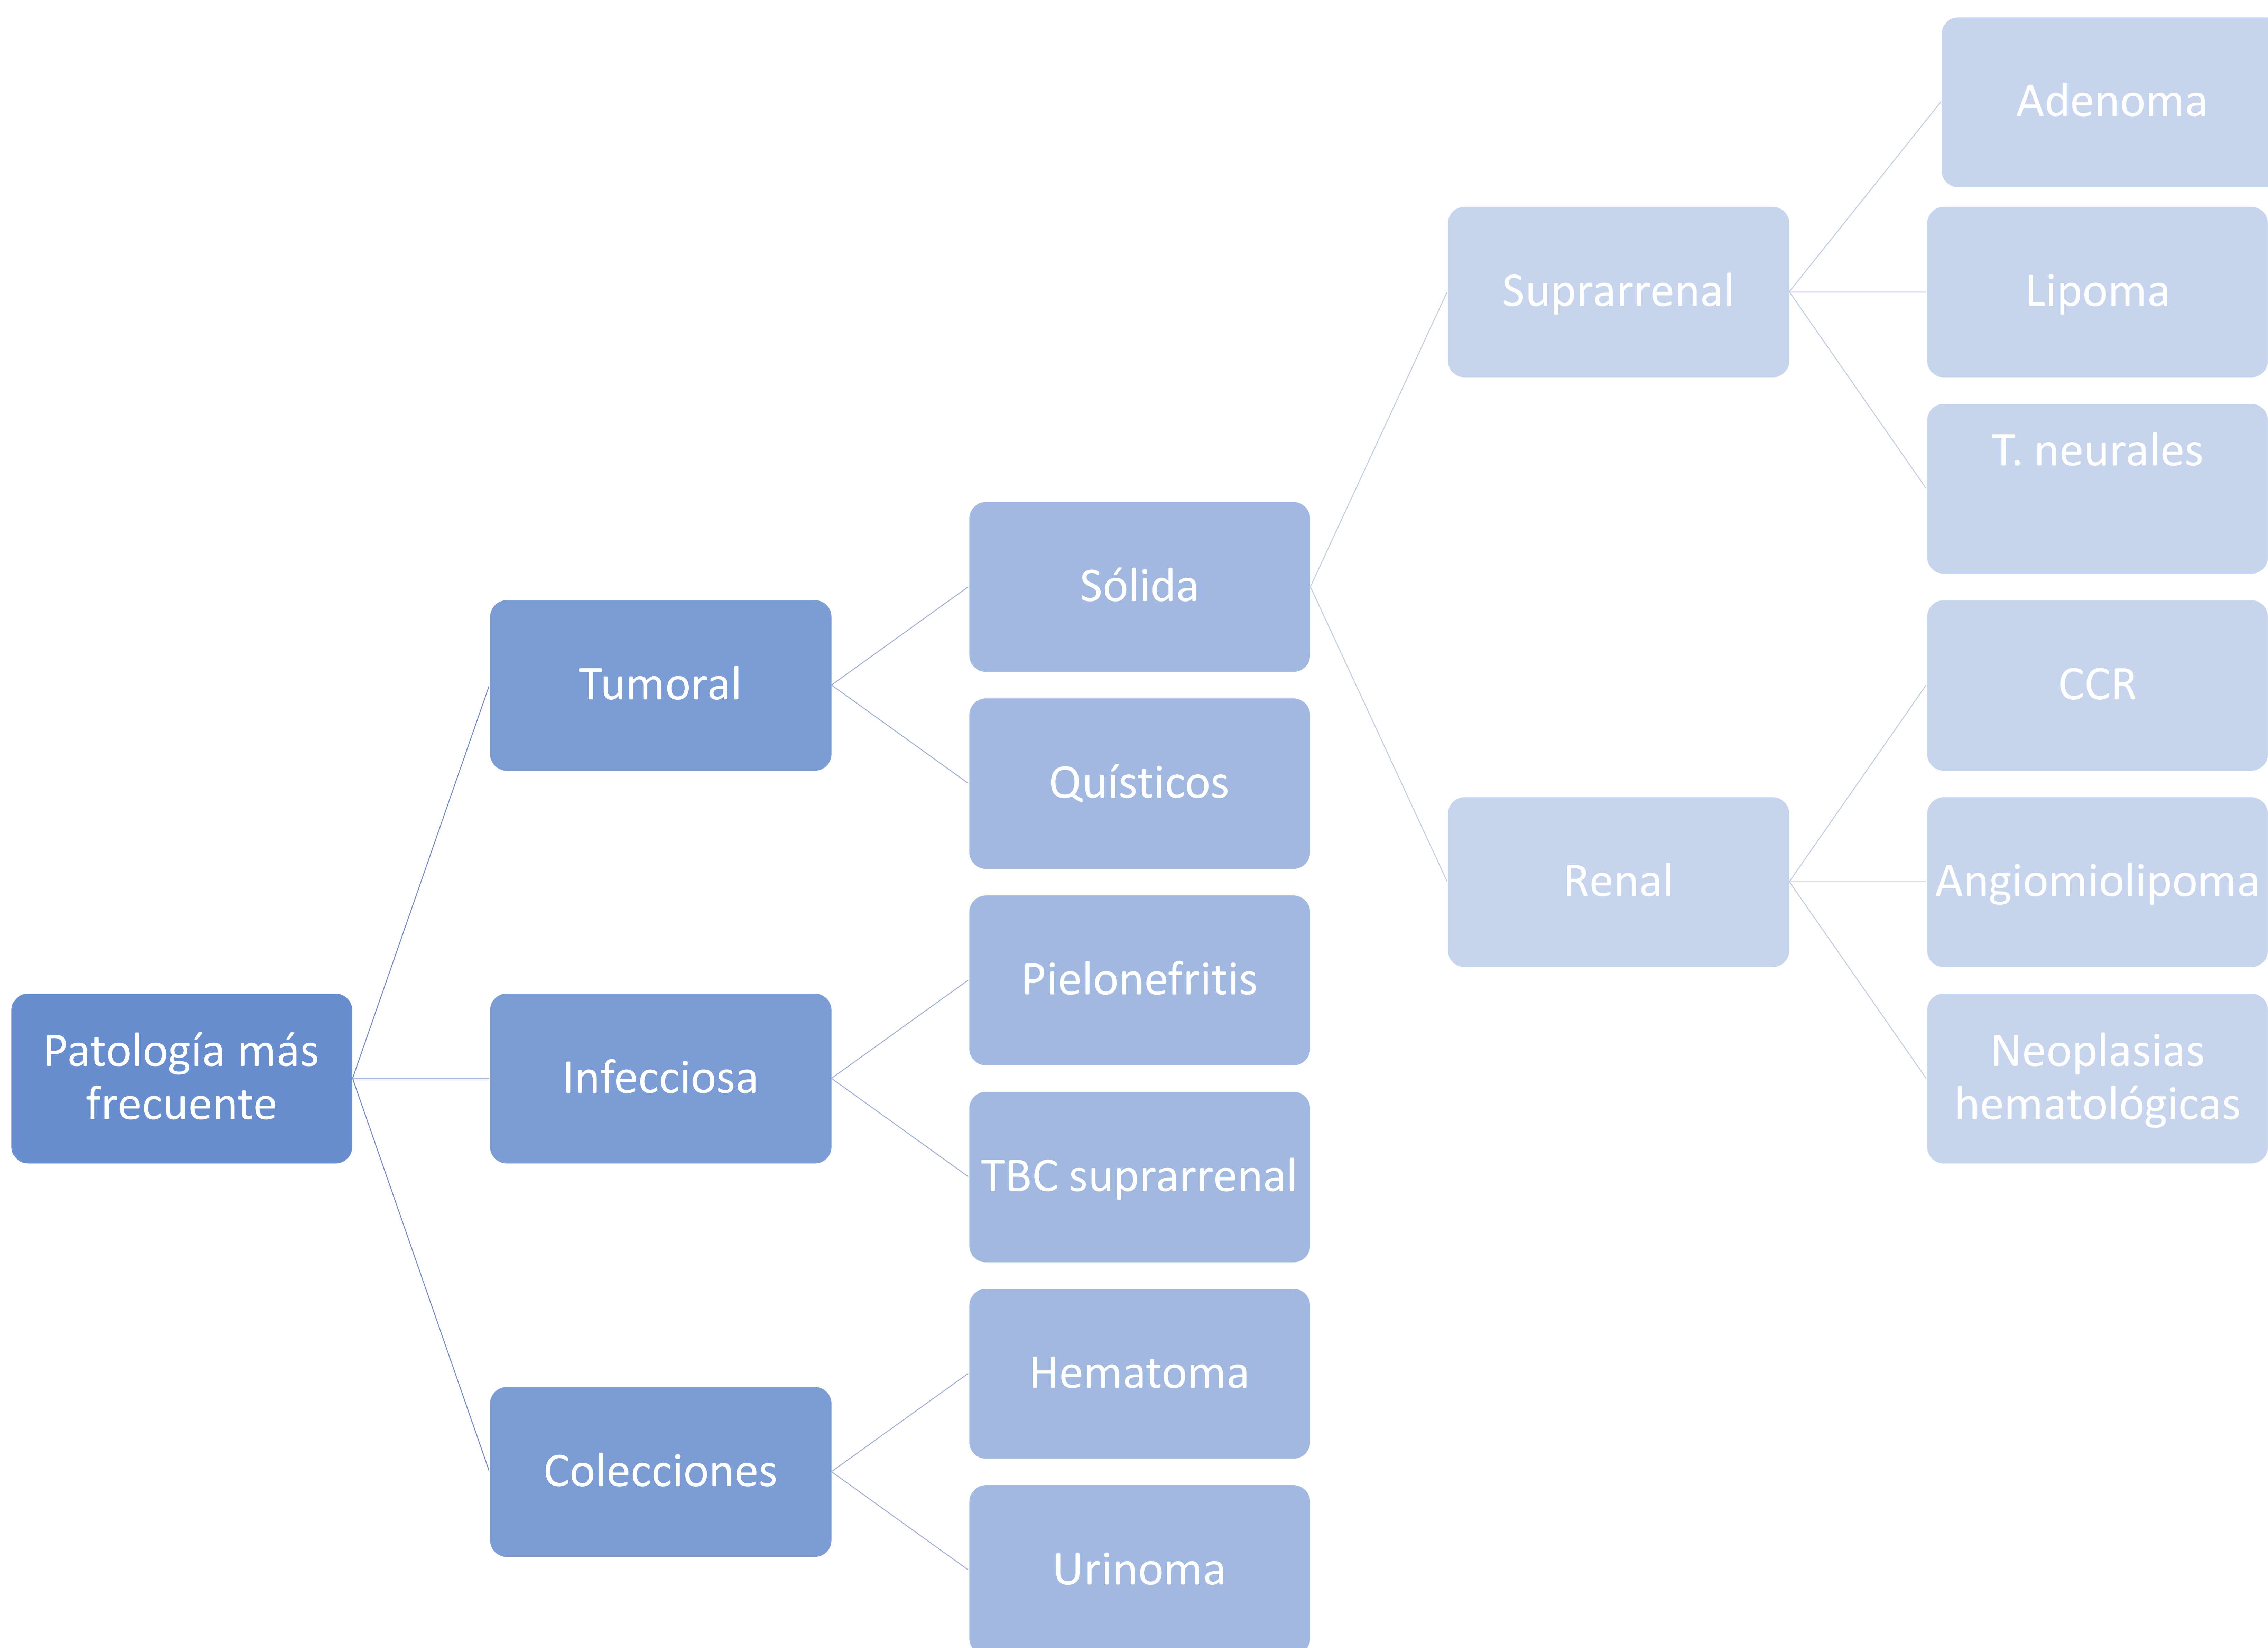 Patología más
frecuente
Tumoral
Sólida
Suprarrenal
Adenoma
Lipoma
T. neurales
Renal
CCR
Angiomiolipoma
Neoplasias
hematológicas
Quísticos
Infecciosa
Pielonefritis
TBC suprarrenal
Colecciones
Hematoma
Urinoma